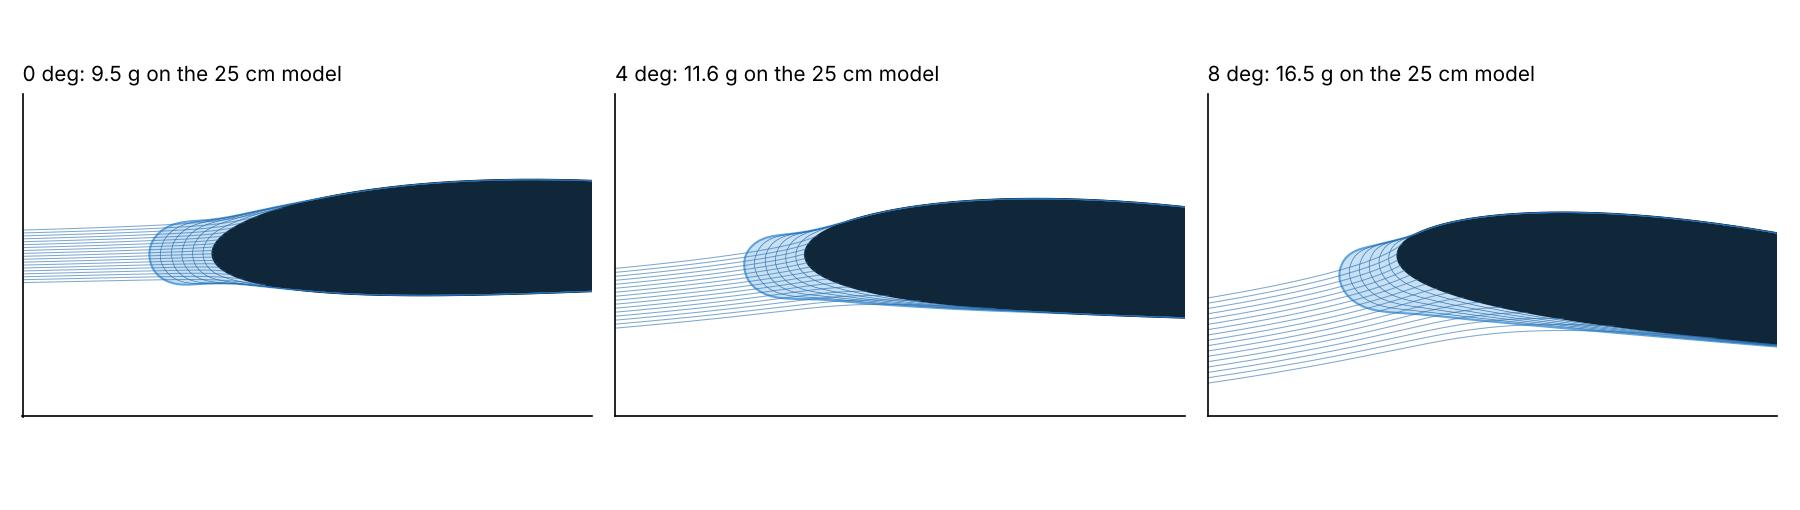 0 deg: 9.5 g on the 25 cm model
4 deg: 11.6 g on the 25 cm model
8 deg: 16.5 g on the 25 cm model